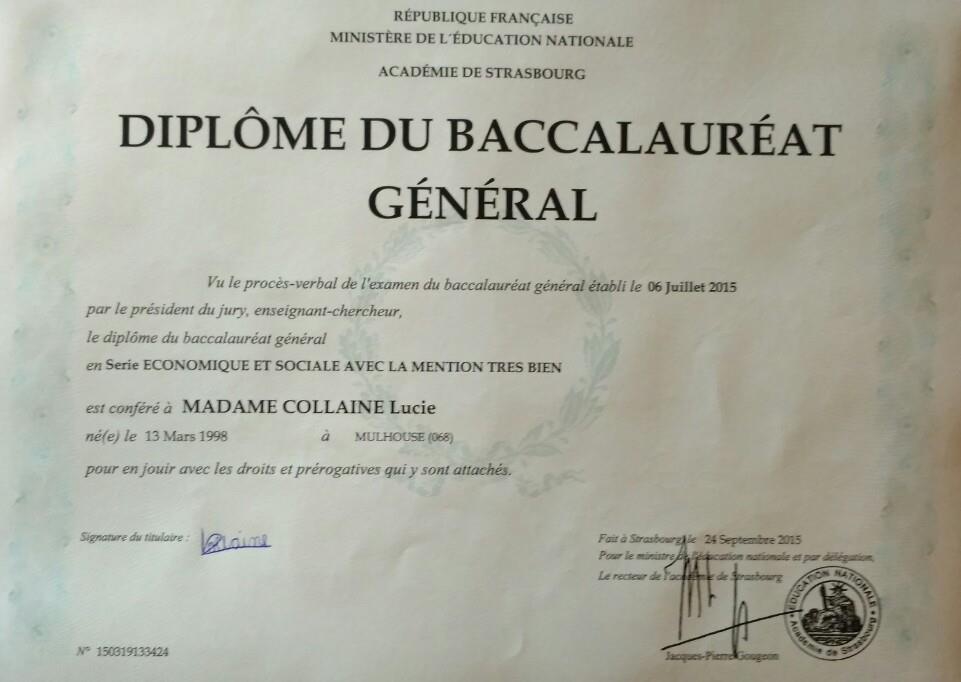 RÉPUBLIQUE FRANÇAISE
MINISTÈRE DE L'ÉDUCATION NATIONALE
ACADÉMIE DE STRASBOURG
DIPLÔME DU BACCALAURÉAT
GÉNÉRAL
Vu le procès-verbal de l'examen du baccalauréat général établi le 06 Juillet 2015
par le président du jury, enseignant-chercheur,
le diplôme du baccalauréat général
en Serie ECONOMIQUE ET SOCIALE AVEC LA MENTION TRES BIEN
est conféré à MADAME COLLAINE Lucie
né(e) le 13 Mars 1998 à MULHOUSE (068)
pour en jouir avec les droits et prérogatives qui y sont attachés.
Signature du titulaire :
Fait à Strasbourg, le 24 Septembre 2015
Pour le ministre de l'éducation nationale et par délégation,
Le recteur de l'académie de Strasbourg
ÉDUCATION NATIONALE
Académie de Strasbourg
Jacques-Pierre Gougeon
N° 150319133424